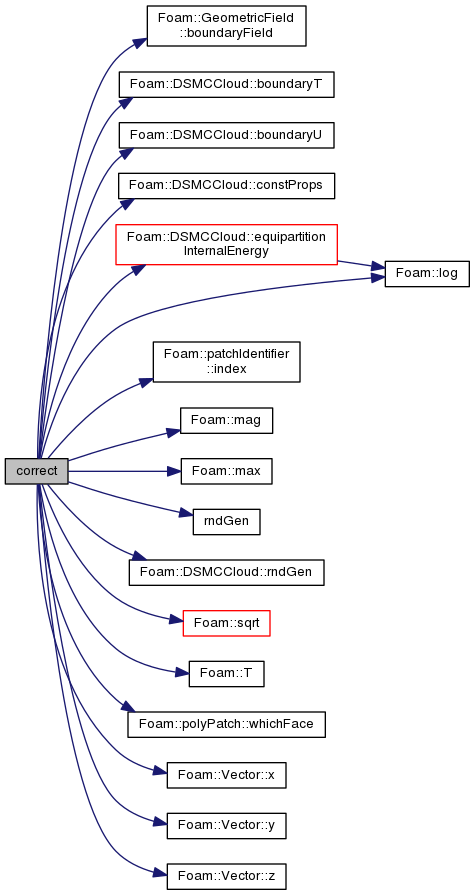 Foam::GeometricField
::boundaryField
Foam::DSMCCloud::boundaryT
Foam::DSMCCloud::boundaryU
Foam::DSMCCloud::constProps
Foam::DSMCCloud::equipartition
InternalEnergy
Foam::log
Foam::patchIdentifier
::index
Foam::mag
correct
Foam::max
rndGen
Foam::DSMCCloud::rndGen
Foam::sqrt
Foam::T
Foam::polyPatch::whichFace
Foam::Vector::x
Foam::Vector::y
Foam::Vector::z